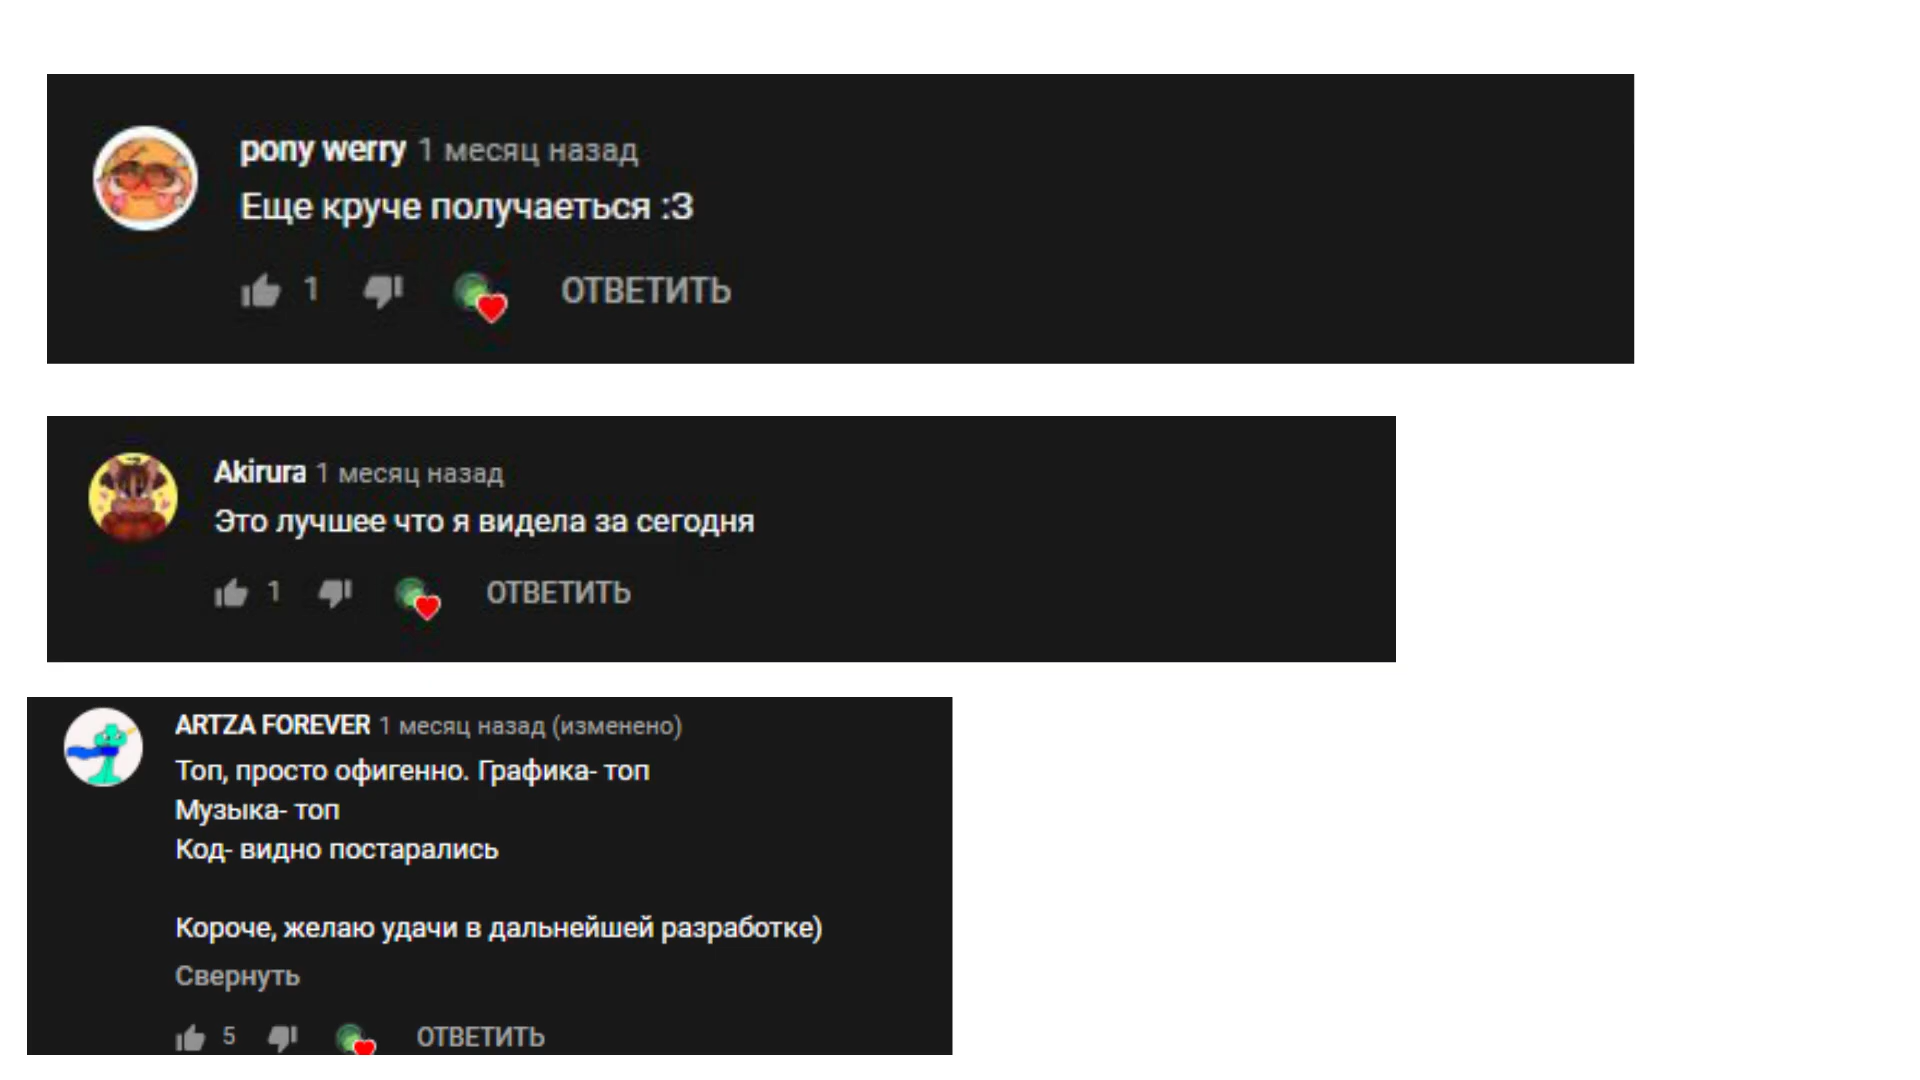 pony werry 1 месяц назад
Еще круче получаеться :3
1 ОТВЕТИТЬ
Akirura 1 месяц назад
Это лучшее что я видела за сегодня
1 ОТВЕТИТЬ
ARTZA FOREVER 1 месяц назад (изменено)
Топ, просто офигенно. Графика- топ
Музыка- топ
Код- видно постарались
Короче, желаю удачи в дальнейшей разработке)
Свернуть
5 ОТВЕТИТЬ